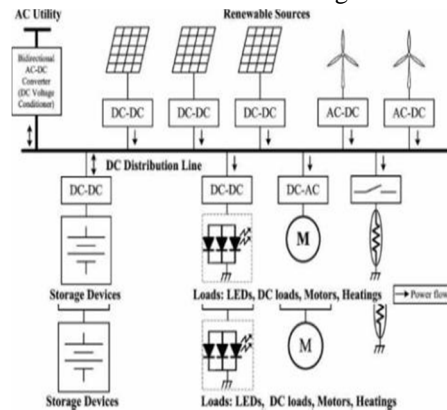 AC Utility
Renewable Sources
Bidirectional
AC-DC
Converter
(DC Voltage
Conditioner)
DC-DC
DC-DC
DC-DC
AC-DC
AC-DC
DC Distribution Line
DC-DC
DC-DC
DC-AC
M
Storage Devices
Loads: LEDs, DC loads, Motors, Heatings
Power flow
M
Storage Devices
Loads: LEDs, DC loads, Motors, Heatings